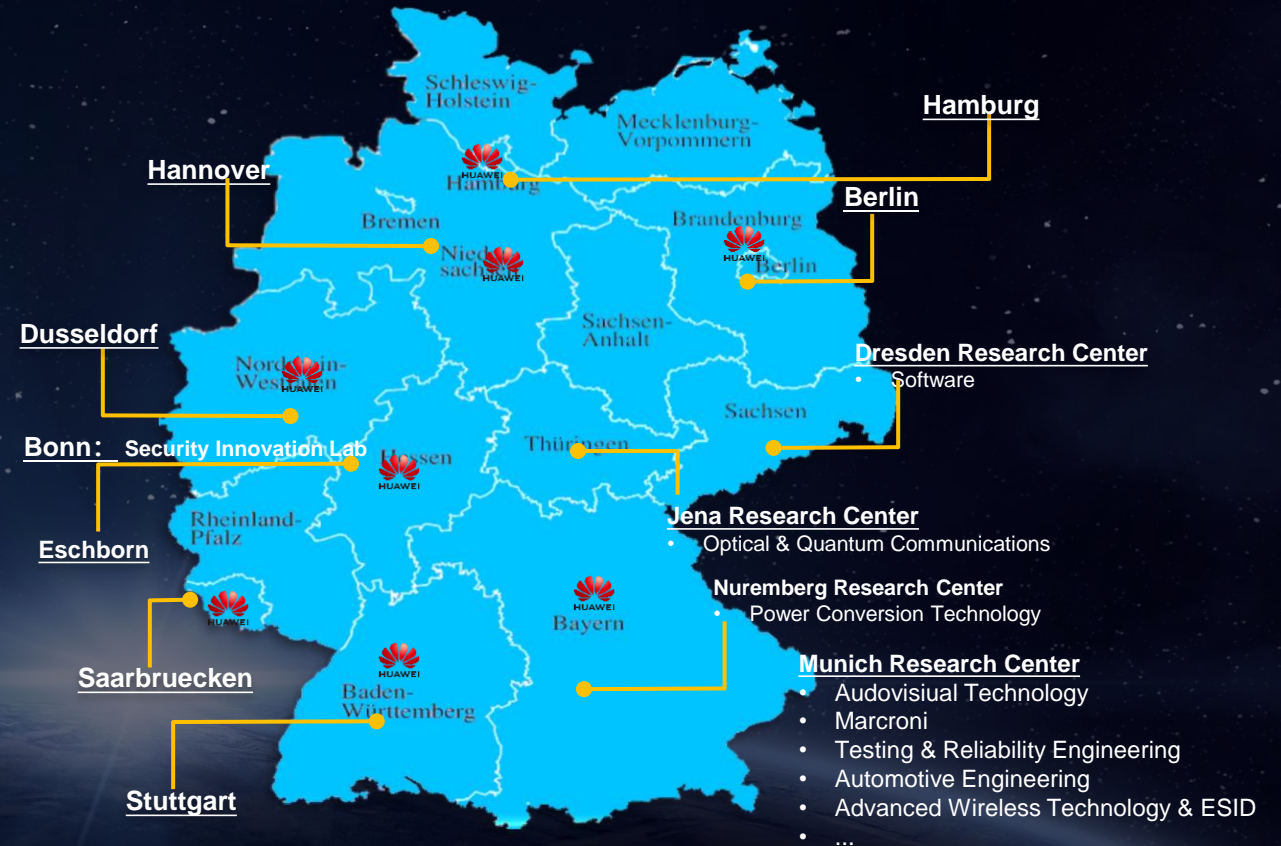 Schleswig-
Holstein
Mecklenburg-
Vorpommern
Hamburg
Hannover
HUAWEI
Hamburg
Berlin
Bremen
Brandenburg
HUAWEI
Berlin
HUAWEI
Dusseldorf
Sachsen-
Anhalt
HUAWEI
Dresden Research Center
• Software
Sachsen
Bonn： Security Innovation Lab
Hessen
HUAWEI
Thüringen
Eschborn
Rheinland-
Pfalz
Jena Research Center
• Optical & Quantum Communications
Nuremberg Research Center
• Power Conversion Technology
HUAWEI
HUAWEI
Bayern
Saarbruecken
HUAWEI
Baden-
Württemberg
Munich Research Center
• Audovisiual Technology
• Marcroni
• Testing & Reliability Engineering
• Automotive Engineering
• Advanced Wireless Technology & ESID
• ...
Stuttgart